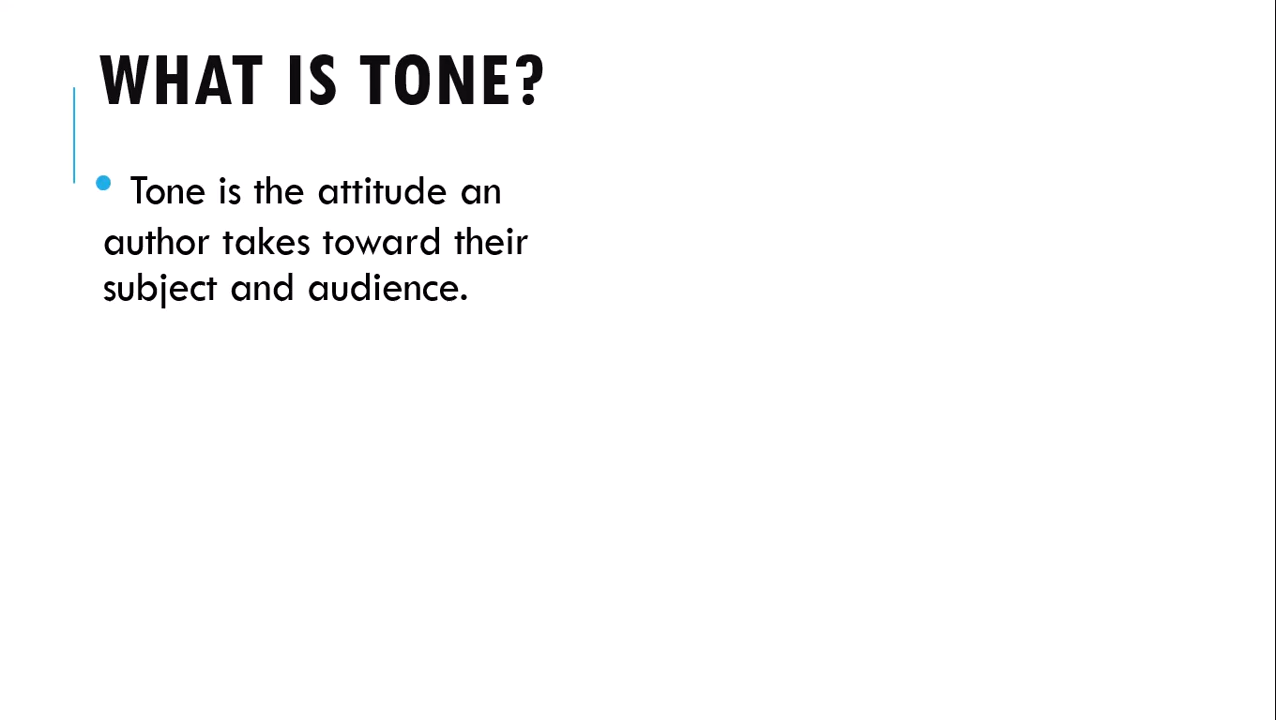 WHAT IS TONE?
• Tone is the attitude an
author takes toward their
subject and audience.